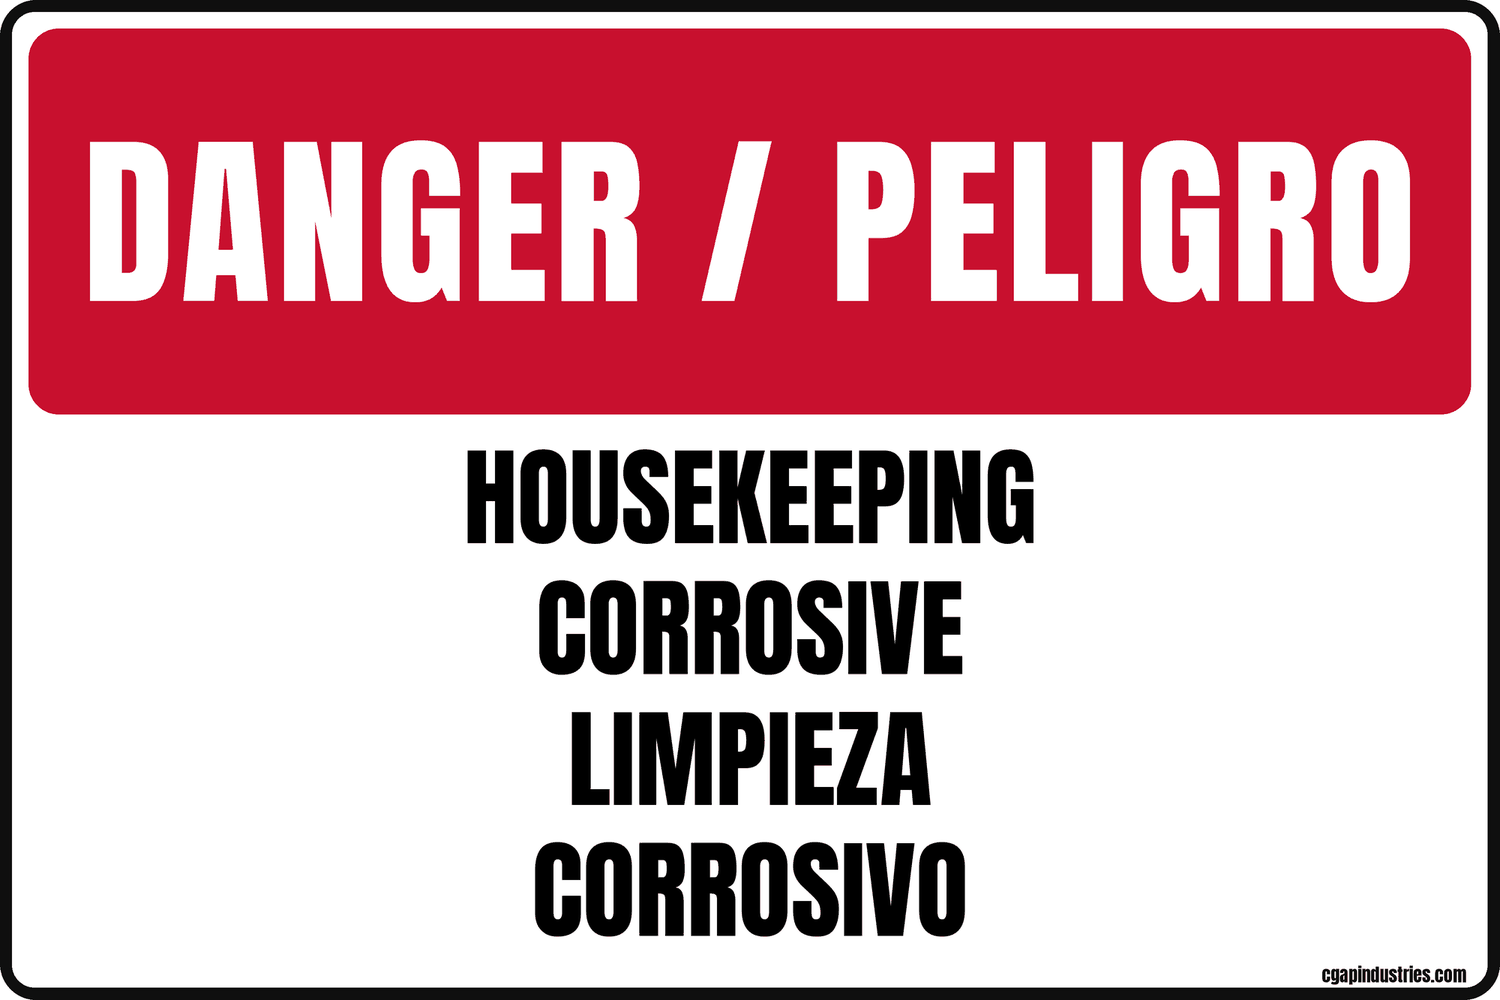 DANGER / PELIGRO
HOUSEKEEPING
CORROSIVE
LIMPIEZA
CORROSIVO
cgapindustries.com